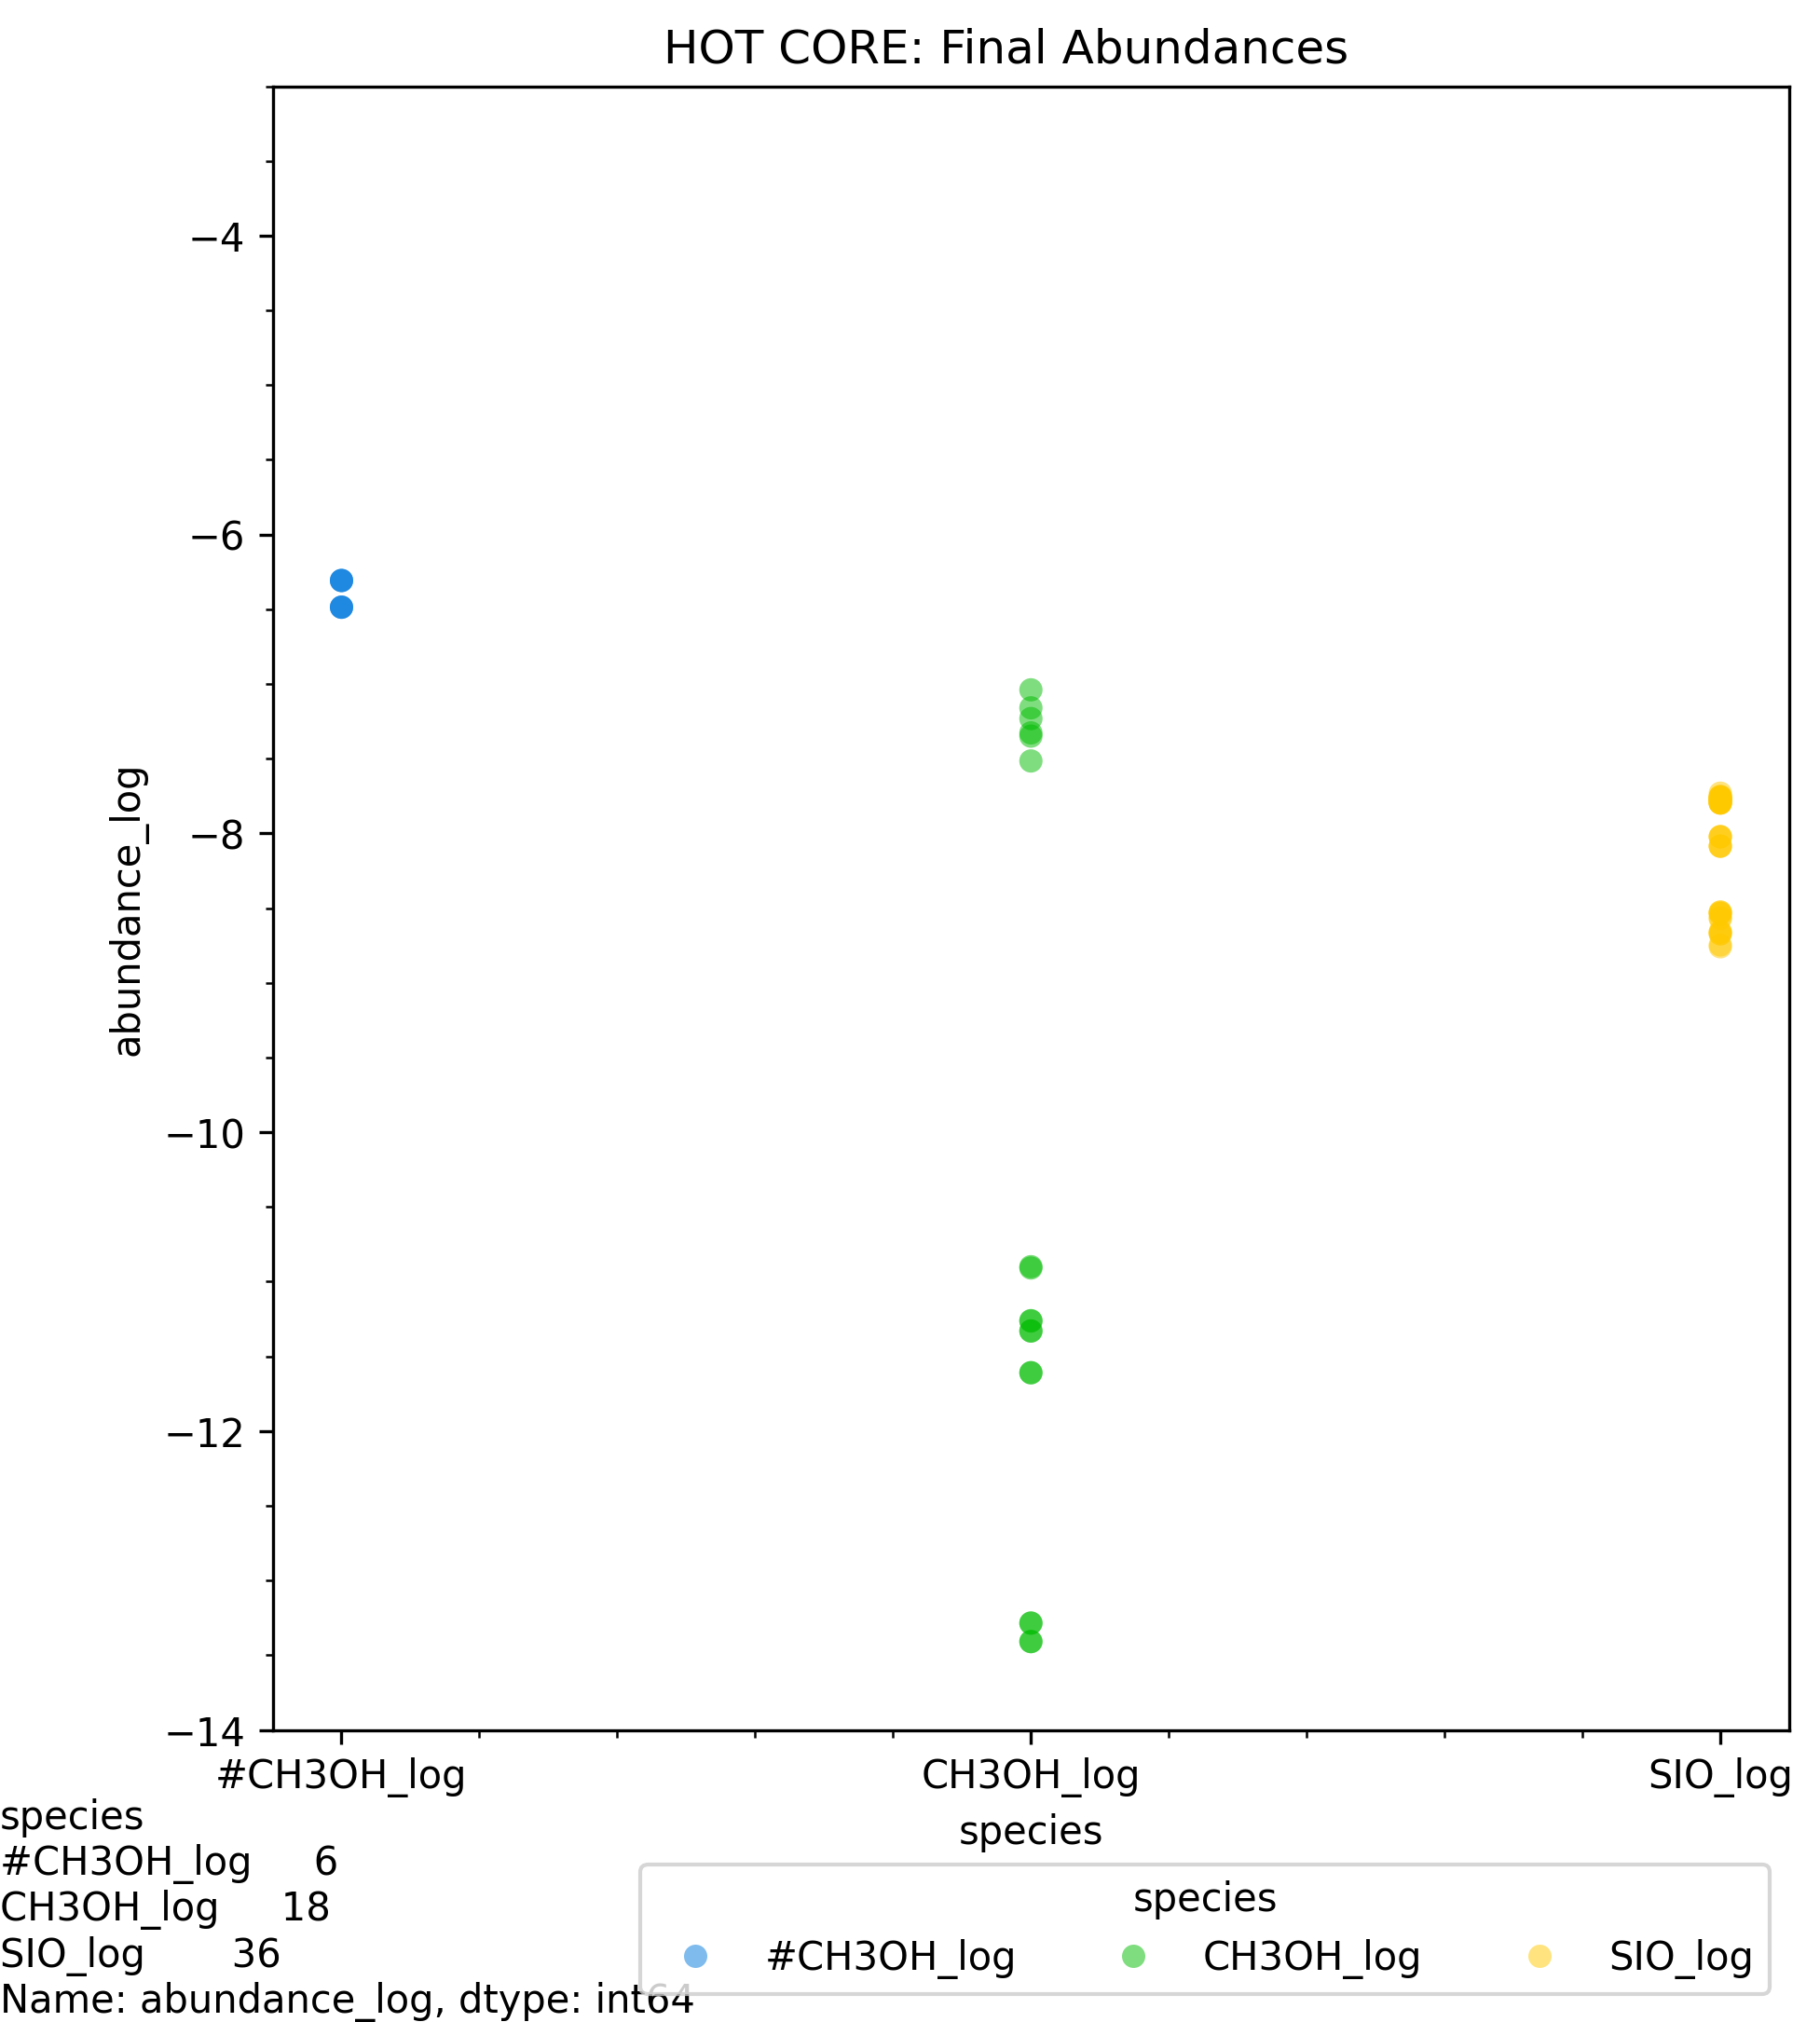 HOT CORE: Final Abundances
−4
−6
−8
−10
−12
−14
abundance_log
#CH3OH_log CH3OH_log SIO_log
species
species
#CH3OH_log 6
CH3OH_log 18
SIO_log 36
Name: abundance_log, dtype: int64
species
#CH3OH_log CH3OH_log SIO_log